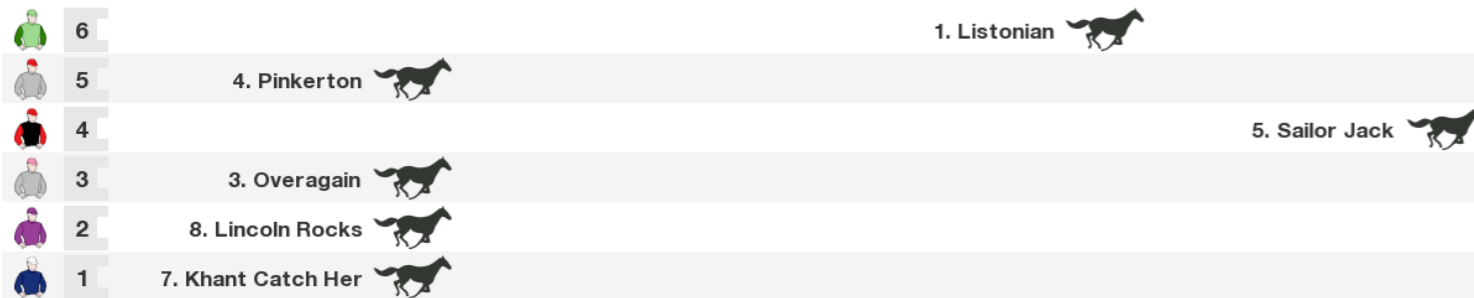 6 1. Listonian
5 4. Pinkerton
4 5. Sailor Jack
3 3. Overagain
2 8. Lincoln Rocks
1 7. Khant Catch Her